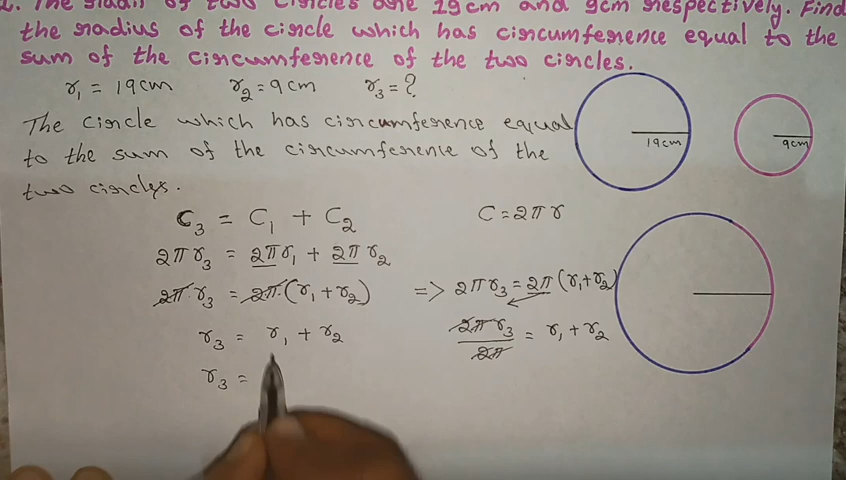 The radii of two circles are 19cm and 9cm respectively. Find
the radius of the circle which has circumference equal to the
sum of the circumference of the two circles.
r₁ = 19cm r₂ = 9cm r₃ = ?
The circle which has circumference equal
to the sum of the circumference of the
two circles.
19cm
9cm
C₃ = C₁ + C₂
C = 2πr
2πr₃ = 2πr₁ + 2πr₂
2π·r₃ = 2π·(r₁+r₂)
=> 2πr₃ = 2π(r₁+r₂)
r₃ = r₁ + r₂
2πr₃/2π = r₁ + r₂
r₃ =